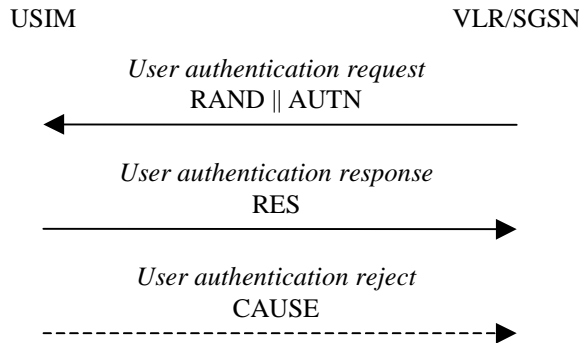 USIM VLR/SGSN
User authentication request
RAND || AUTN
User authentication response
RES
User authentication reject
CAUSE